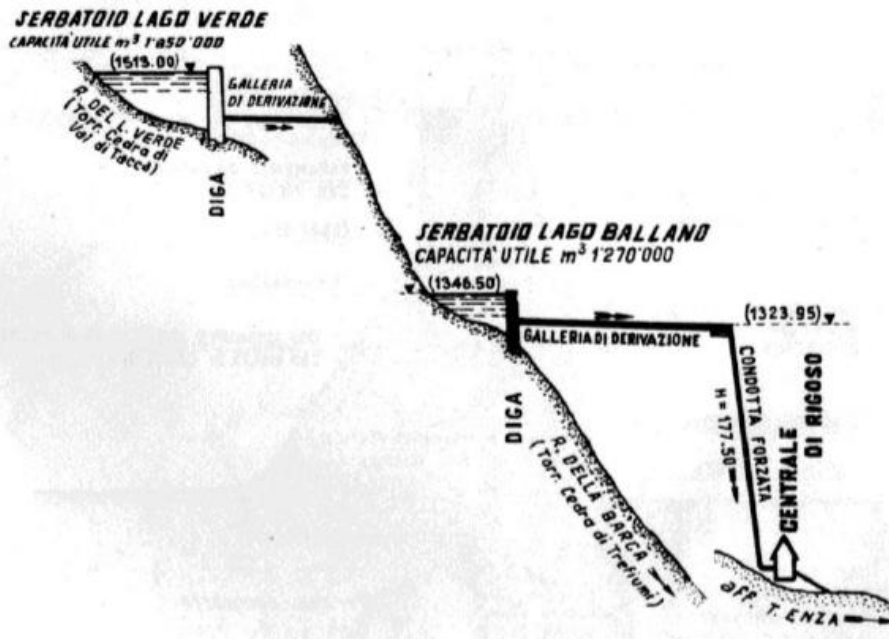 SERBATOIO LAGO VERDE
CAPACITA' UTILE m³ 1'850'000
(1513.00)
GALLERIA
DI DERIVAZIONE
R. DEL L. VERDE
(Torr. Cedra di
Val di Tacca)
DIGA
SERBATOIO LAGO BALLANO
CAPACITA' UTILE m³ 1'270'000
(1346.50)
(1323.95)
GALLERIA DI DERIVAZIONE
DIGA
R. DELLA BARCA
(Torr. Cedra di Trefiumi)
CONDOTTA FORZATA
H = 177.50
CENTRALE
DI RIGOSO
aff. T. ENZA